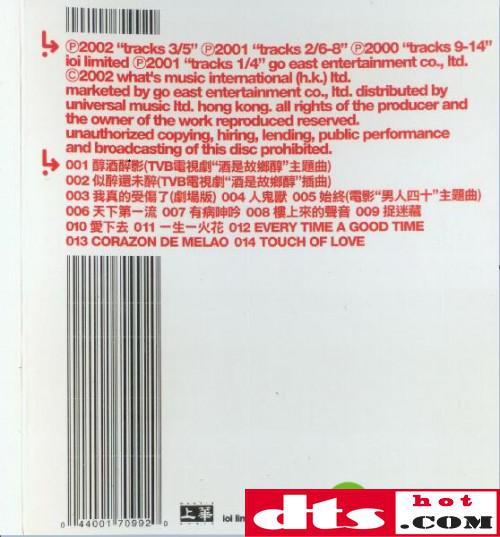 ℗2002 “tracks 3/5” ℗2001 “tracks 2/6-8” ℗2000 “tracks 9-14”
ioi limited ℗2001 “tracks 1/4” go east entertainment co., ltd.
©2002 what's music international (h.k.) ltd.
marketed by go east entertainment co., ltd. distributed by
universal music ltd. hong kong. all rights of the producer and
the owner of the work reproduced reserved.
unauthorized copying, hiring, lending, public performance
and broadcasting of this disc prohibited.
001 醇酒醉影(TVB電視劇“酒是故鄉醇”主題曲)
002 似醉還未醉(TVB電視劇“酒是故鄉醇”插曲)
003 我真的受傷了(劇場版) 004 人鬼獸 005 始終(電影“男人四十”主題曲)
006 天下第一流 007 有病呻吟 008 樓上來的聲音 009 捉迷藏
010 愛下去 011 一生一火花 012 EVERY TIME A GOOD TIME
013 CORAZON DE MELAO 014 TOUCH OF LOVE
上華
ioi
0 44001 70992 0
dts hot .COM